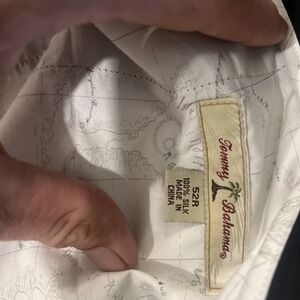 Tommy
Bahama®
52R
100% SILK
MADE IN
CHINA